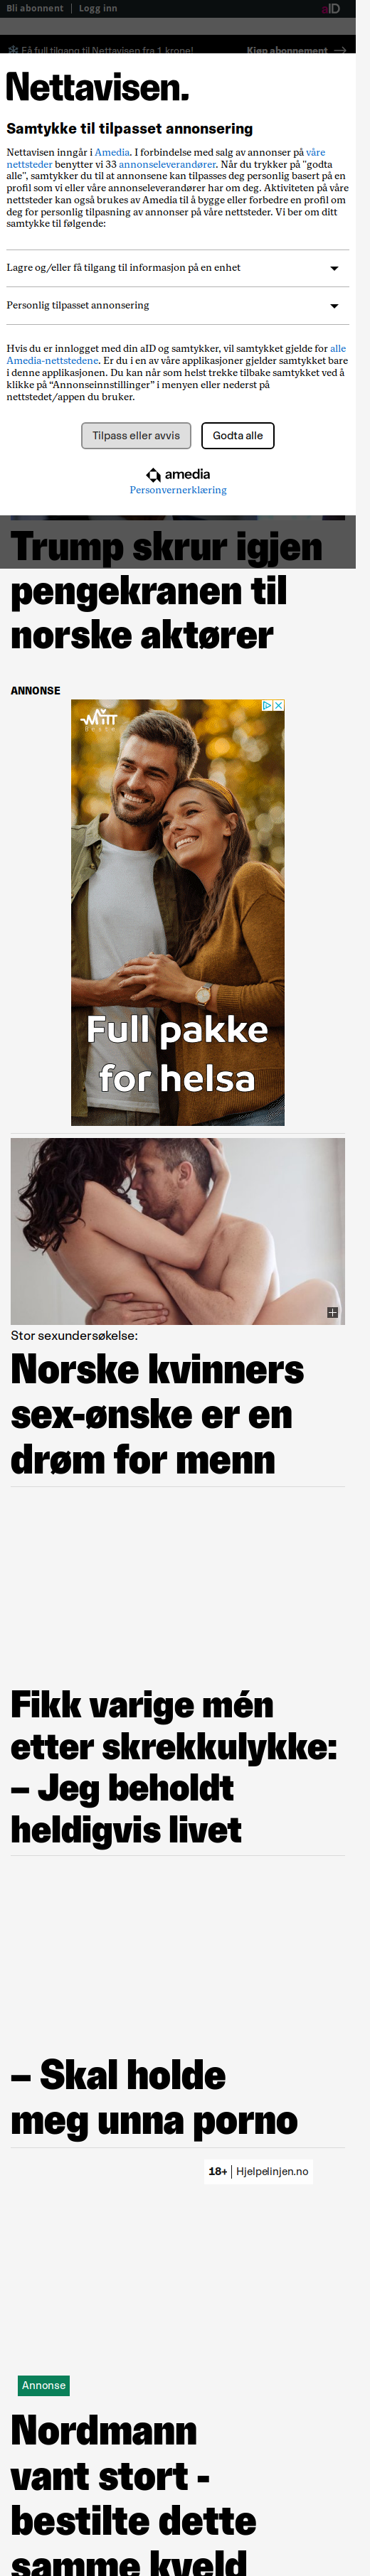 Bli abonnent | Logg inn
aID
Få full tilgang til Nettavisen fra 1 krone!
Kjøp abonnement
Nettavisen.
Samtykke til tilpasset annonsering
Nettavisen inngår i Amedia. I forbindelse med salg av annonser på våre
nettsteder benytter vi 33 annonseleverandører. Når du trykker på "godta
alle", samtykker du til at annonsene kan tilpasses deg personlig basert på en
profil som vi eller våre annonseleverandører har om deg. Aktiviteten på våre
nettsteder kan også brukes av Amedia til å bygge eller forbedre en profil om
deg for personlig tilpasning av annonser på våre nettsteder. Vi ber om ditt
samtykke til følgende:
Lagre og/eller få tilgang til informasjon på en enhet
Personlig tilpasset annonsering
Hvis du er innlogget med din aID og samtykker, vil samtykket gjelde for alle
Amedia-nettstedene. Er du i en av våre applikasjoner gjelder samtykket bare
i denne applikasjonen. Du kan når som helst trekke tilbake samtykket ved å
klikke på “Annonseinnstillinger” i menyen eller nederst på
nettstedet/appen du bruker.
Tilpass eller avvis
Godta alle
amedia
Personvernerklæring
Trump skrur igjen
pengekranen til
norske aktører
ANNONSE
MITT
Full pakke
for helsa
Stor sexundersøkelse:
Norske kvinners
sex-ønske er en
drøm for menn
Fikk varige mén
etter skrekkulykke:
– Jeg beholdt
heldigvis livet
– Skal holde
meg unna porno
18+ | Hjelpelinjen.no
Annonse
Nordmann
vant stort -
bestilte dette
samme kveld